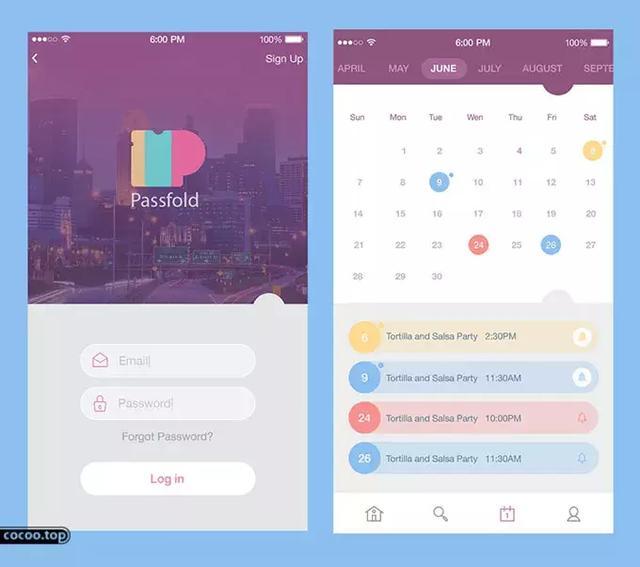 6:00 PM 100%
Sign Up
Passfold
Email
Password
Forgot Password?
Log in
6:00 PM 100%
APRIL MAY JUNE JULY AUGUST SEPTE
Sun Mon Tue Wen Thu Fri Sat
1 2 3 4 5 6
7 8 9 10 11 12 13
14 15 16 17 18 19 20
21 22 23 24 25 26 27
28 29 30
6 Tortilla and Salsa Party 2:30PM
9 Tortilla and Salsa Party 11:30AM
24 Tortilla and Salsa Party 10:00PM
26 Tortilla and Salsa Party 11:30AM
1
cocoo.top